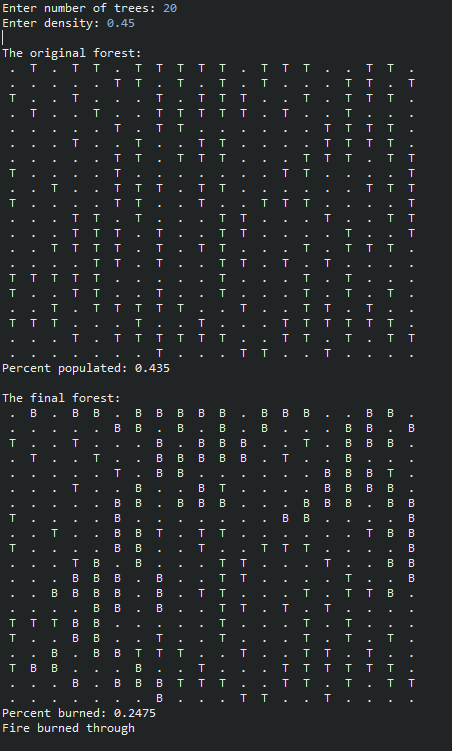 Enter number of trees: 20
Enter density: 0.45
The original forest:
. T . T T . T T T T T . T T T . . T T .
. . . . . T T . T . T . T . . . T T . T
T . . T . . . T . T T T . . T . T T T .
. T . . T . . T T T T T . T . . T . . .
. . . . . T . T T . . . . . . T T T T .
. . . T . . T . . T T . . . . T T T T .
. . . . . T T . T T T . . . T T T . T T
T . . . . T . . . . . . . T T . . . . T
. . T . . T T T . T T . . . . . . T T T
T . . . . T T . . T . . T T T . . . . T
. . . T T . T . . . T T . . . T . . T T
. . . T T T . T . . T T . . . . T . . T
. . T T T T . T . T T . . . T . T T T .
. . . . T T . T . . T T . T . T . . . .
T T T T T . . . . . T . . . T . T . . .
T . . T T . . T . . T . . . T . T . T .
. . T . T T T T T . . T . . T T . T . .
T T T . . . T . . T . . . T T T T T T .
. . . T . T T T T T T . . T T . T . T T
. . . . . . . T . . . T T . . T . . . .
Percent populated: 0.435
The final forest:
. B . B B . B B B B B . B B B . . B B .
. . . . . B B . B . B . B . . . B B . B
T . . T . . . B . B B B . . T . B B B .
. T . . T . . B B B B B . T . . B . . .
. . . . . T . B B . . . . . . B B B T .
. . . T . . B . . B T . . . . B B B B .
. . . . . B B . B B B . . . B B B . B B
T . . . . B . . . . . . . B B . . . . B
. . T . . B B T . T T . . . . . . T B B
T . . . . B B . . T . . T T T . . . . B
. . . T B . B . . . T T . . . T . . B B
. . . B B B . B . . T T . . . . T . . B
. . B B B B . B . T T . . . T . T T B .
. . . . B B . B . . T T . T . T . . . .
T T T B B . . . . . T . . . T . T . . .
T . . B B . . T . . T . . . T . T . T .
. . B . B B T T T . . T . . T T . T . .
T B B . . . B . . T . . . T T T T T T .
. . . B . B B B T T T . . T T . T . T T
. . . . . . . B . . . T T . . T . . . .
Percent burned: 0.2475
Fire burned through